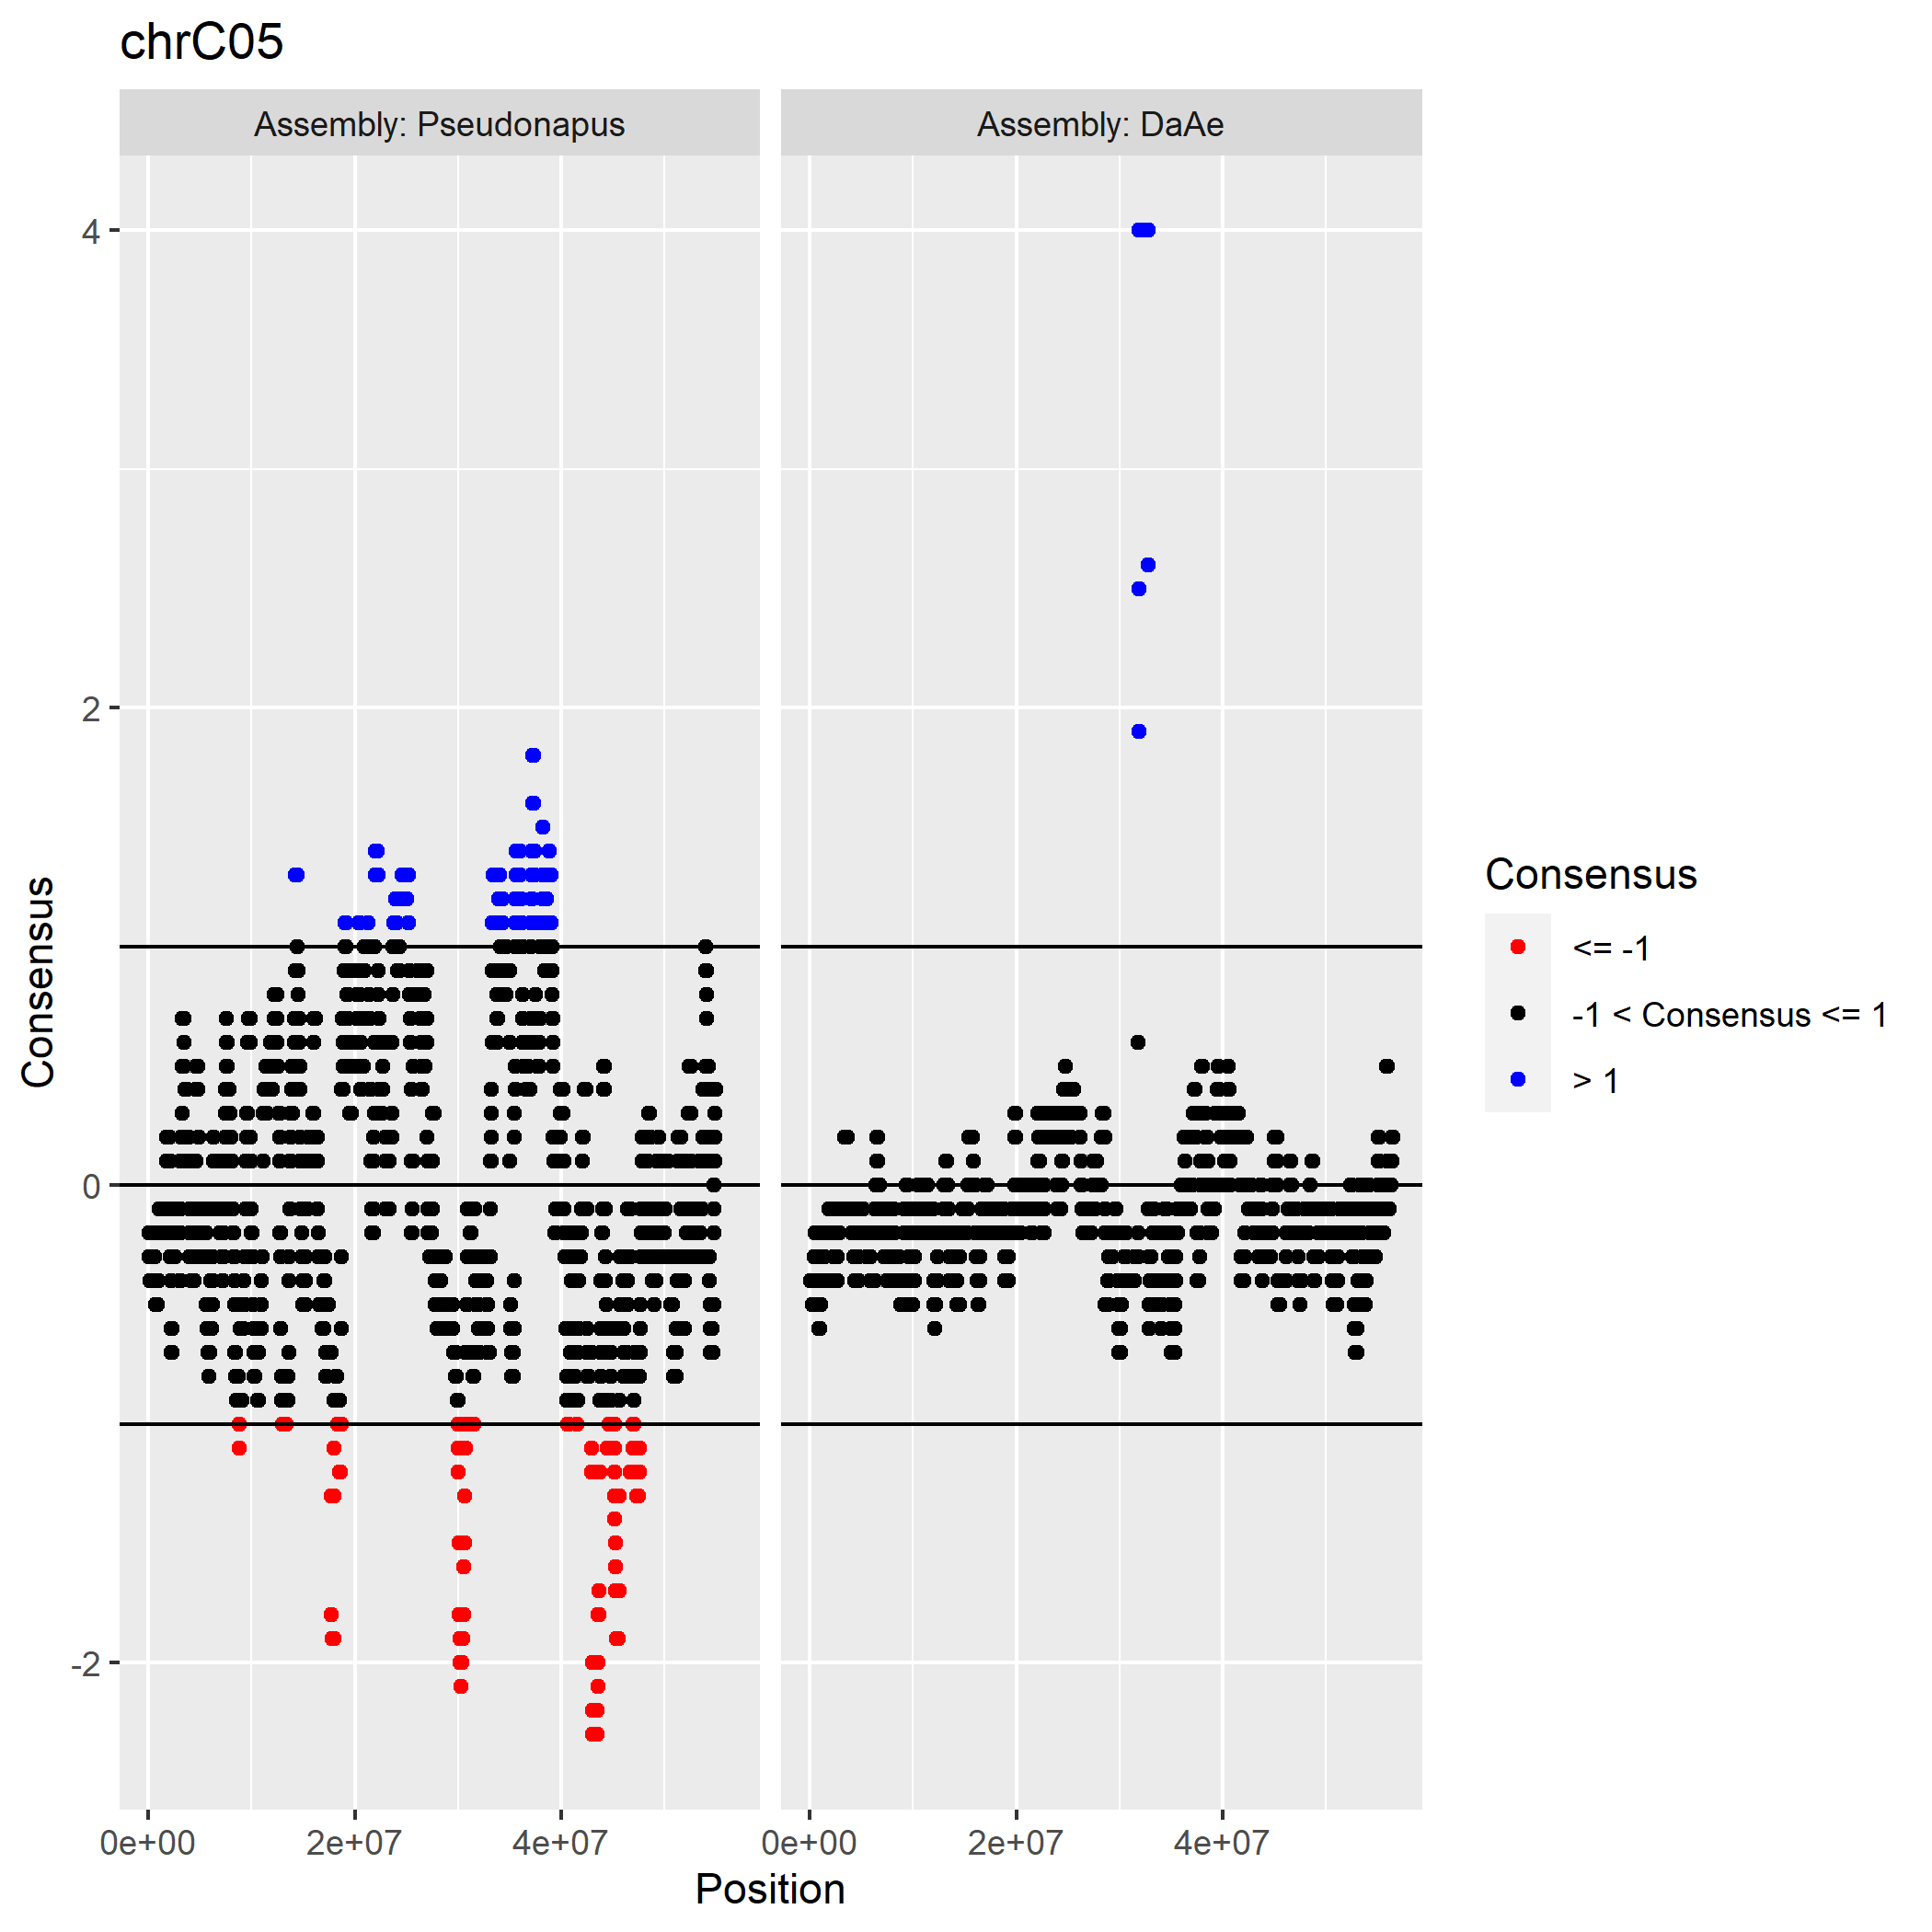 chrC05
Assembly: Pseudonapus
Assembly: DaAe
4
2
0
-2
Consensus
0e+00
2e+07
4e+07
0e+00
2e+07
4e+07
Position
Consensus
<= -1
-1 < Consensus <= 1
> 1